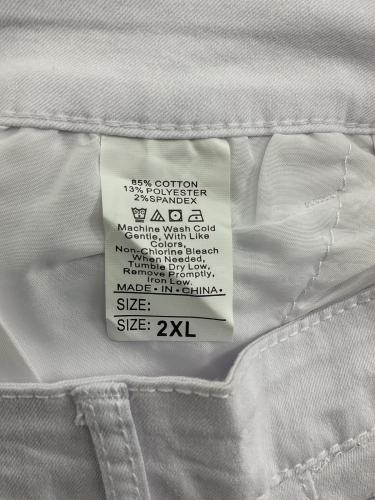 85% COTTON
13% POLYESTER
2%SPANDEX
Machine Wash Cold
Gentle, With Like
Colors,
Non-Chlorine Bleach
When Needed,
Tumble Dry Low,
Remove Promptly,
Iron Low.
MADE·IN·CHINA·
SIZE:
SIZE: 2XL